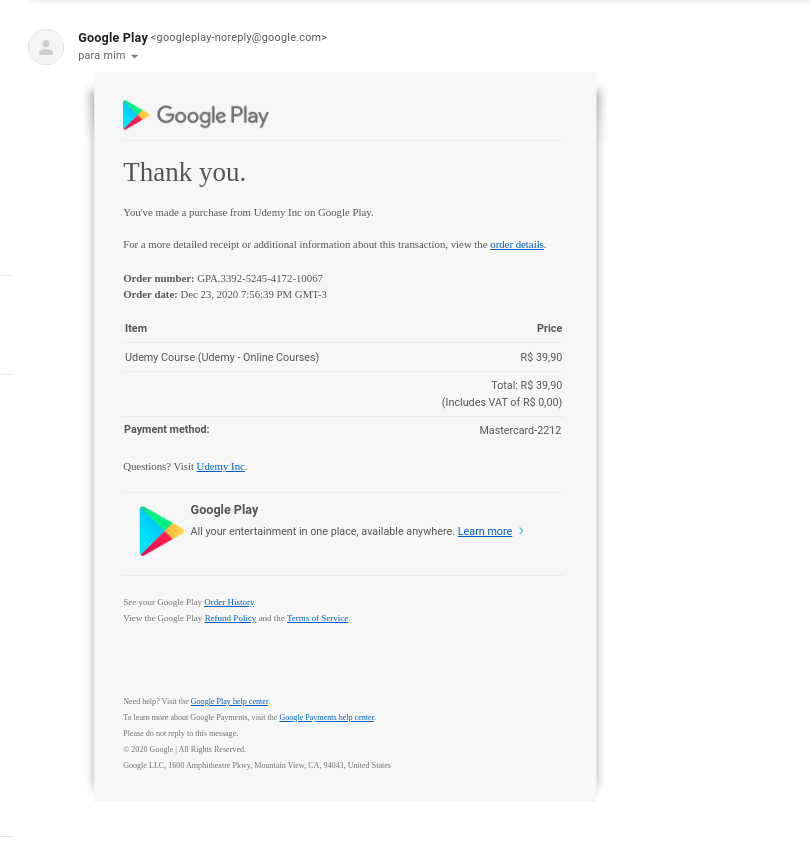 Google Play <googleplay-noreply@google.com>
para mim
Google Play
Thank you.
You've made a purchase from Udemy Inc on Google Play.
For a more detailed receipt or additional information about this transaction, view the order details.
Order number: GPA.3392-5245-4172-10067
Order date: Dec 23, 2020 7:56:39 PM GMT-3
Item Price
Udemy Course (Udemy - Online Courses) R$ 39,90
Total: R$ 39,90
(Includes VAT of R$ 0,00)
Payment method: Mastercard-2212
Questions? Visit Udemy Inc.
Google Play
All your entertainment in one place, available anywhere. Learn more
See your Google Play Order History.
View the Google Play Refund Policy and the Terms of Service.
Need help? Visit the Google Play help center.
To learn more about Google Payments, visit the Google Payments help center.
Please do not reply to this message.
© 2020 Google | All Rights Reserved.
Google LLC, 1600 Amphitheatre Pkwy, Mountain View, CA, 94043, United States